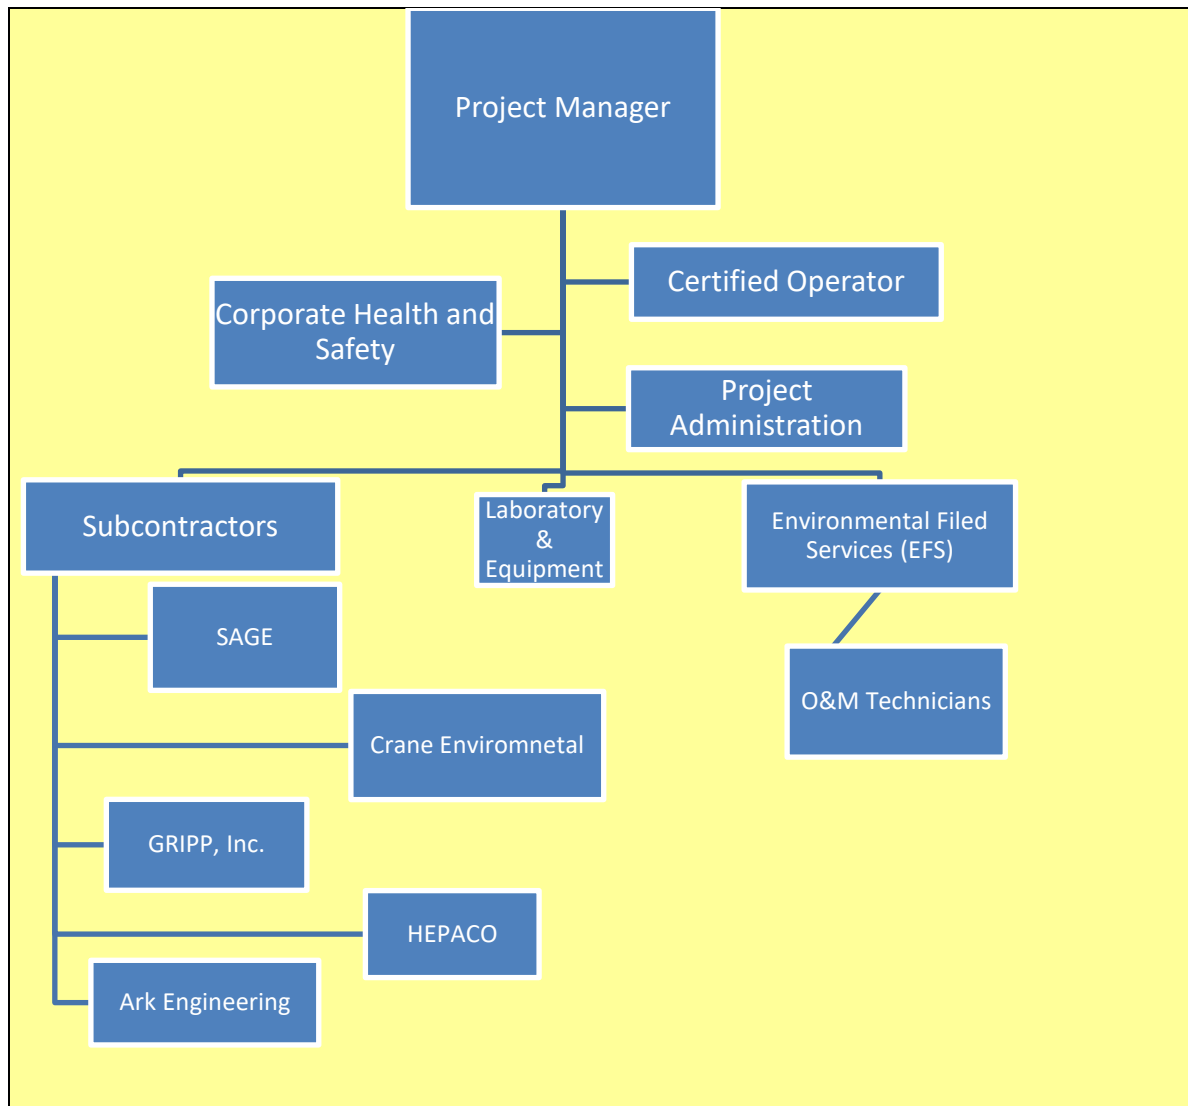 Project Manager
Certified Operator
Corporate Health and
Safety
Project
Administration
Subcontractors
Laboratory
&
Equipment
Environmental Filed
Services (EFS)
SAGE
O&M Technicians
Crane Enviromnetal
GRIPP, Inc.
HEPACO
Ark Engineering